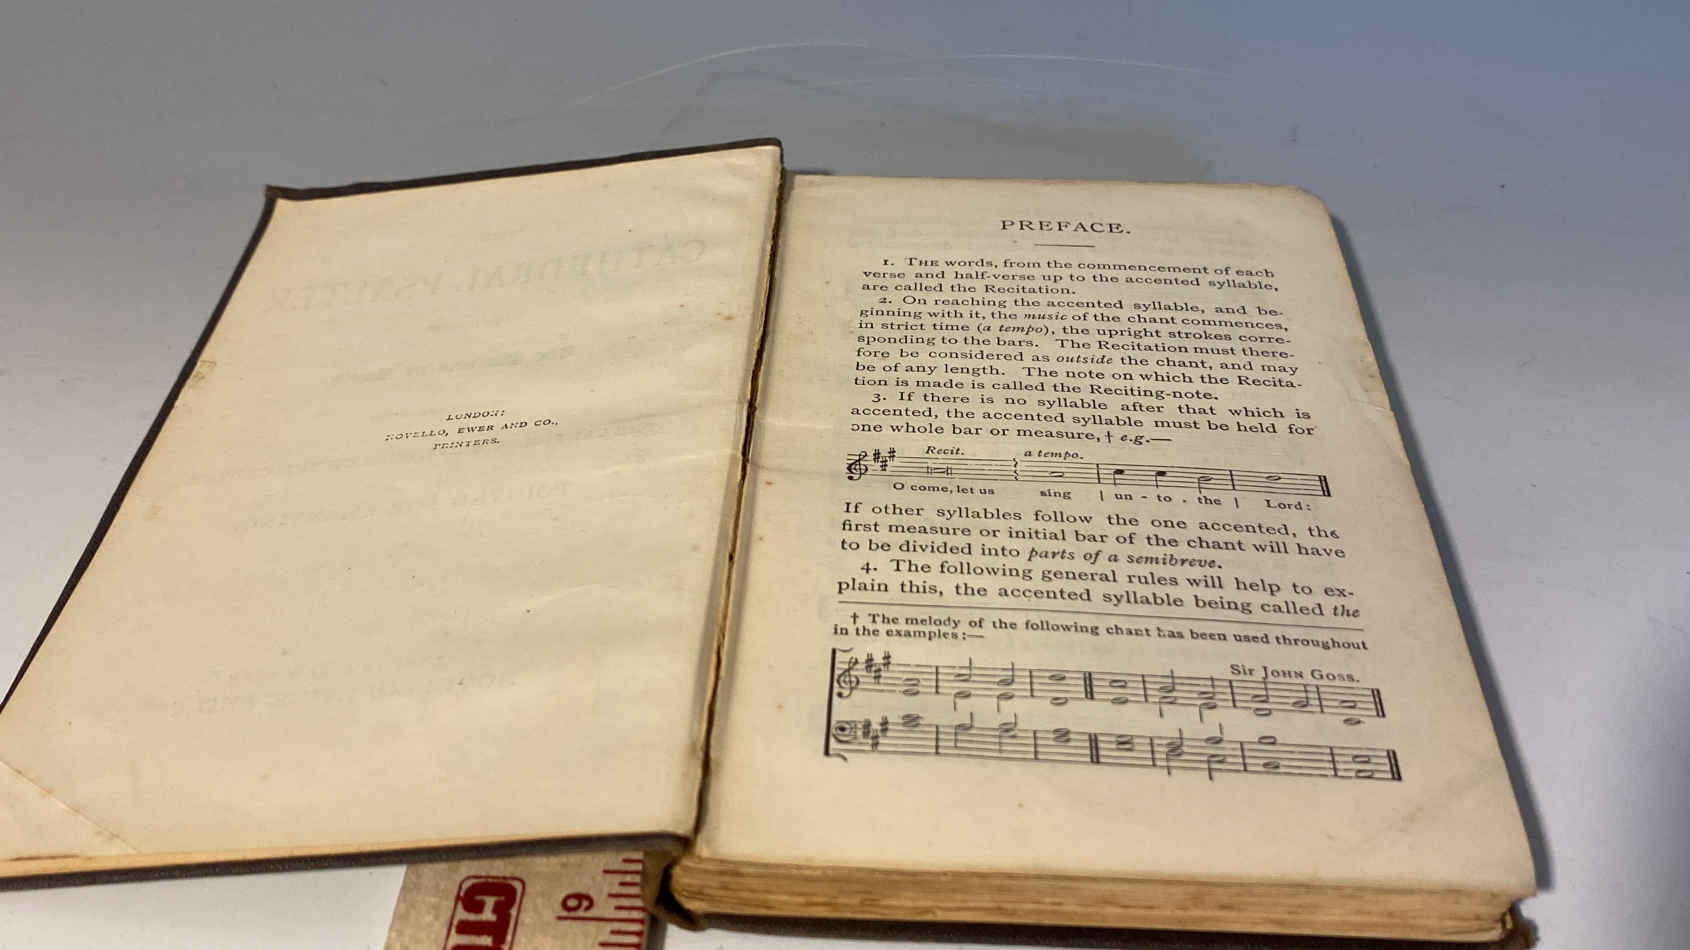 LONDON:
NOVELLO, EWER AND CO.,
PRINTERS.
PREFACE.
1. THE words, from the commencement of each
verse and half-verse up to the accented syllable,
are called the Recitation.
2. On reaching the accented syllable, and be-
ginning with it, the music of the chant commences,
in strict time (a tempo), the upright strokes corre-
sponding to the bars. The Recitation must there-
fore be considered as outside the chant, and may
be of any length. The note on which the Recita-
tion is made is called the Reciting-note.
3. If there is no syllable after that which is
accented, the accented syllable must be held for
one whole bar or measure, † e.g.—
Recit. a tempo.
O come, let us sing | un - to . the | Lord:
If other syllables follow the one accented, the
first measure or initial bar of the chant will have
to be divided into parts of a semibreve.
4. The following general rules will help to ex-
plain this, the accented syllable being called the
† The melody of the following chant has been used throughout
in the examples:—
Sir JOHN GOSS.
9